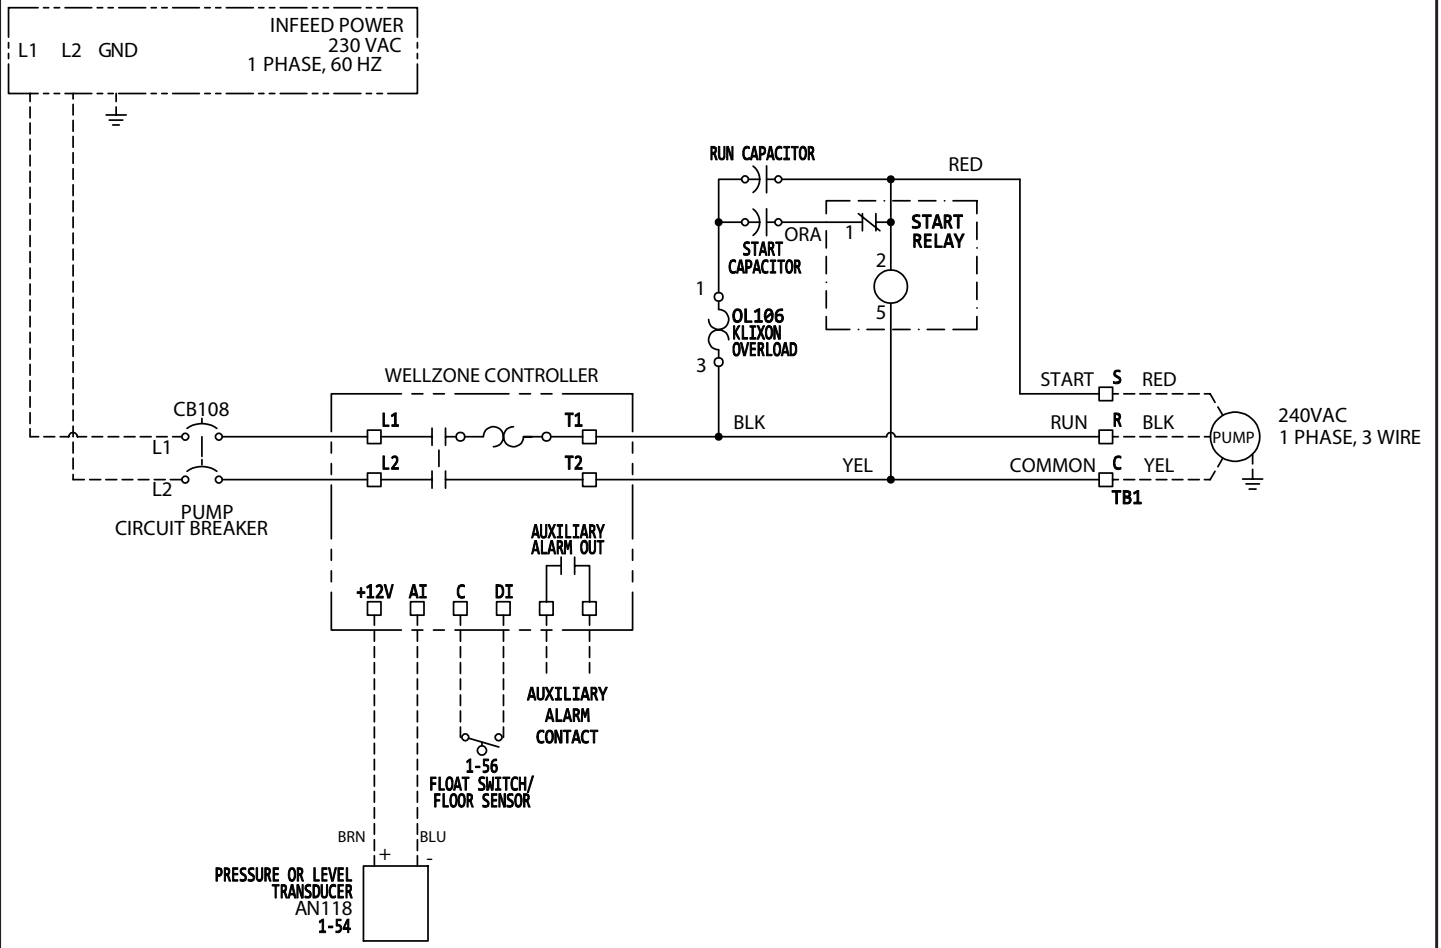 INFEED POWER
230 VAC
1 PHASE, 60 HZ
L1 L2 GND
RUN CAPACITOR
RED
ORA
1
START
RELAY
START
CAPACITOR
2
5
1
OL106
KLIXON
OVERLOAD
3
WELLZONE CONTROLLER
CB108
L1
L2
PUMP
CIRCUIT BREAKER
L1
T1
L2
T2
BLK
YEL
START S RED
RUN R BLK
COMMON C YEL
TB1
PUMP
240VAC
1 PHASE, 3 WIRE
AUXILIARY
ALARM OUT
+12V AI C DI
AUXILIARY
ALARM
CONTACT
1-56
FLOAT SWITCH/
FLOOR SENSOR
BRN
BLU
+
-
PRESSURE OR LEVEL
TRANSDUCER
AN118
1-54